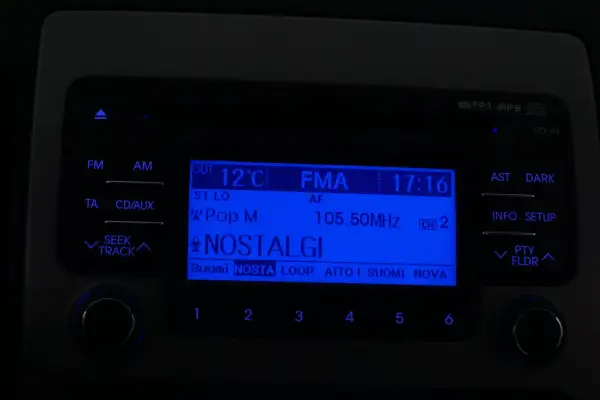 FM AM
TA CD/AUX
SEEK
TRACK
OUT 12°C FMA 17:16
ST LO AF
Pop M 105.50MHz CH 2
NOSTALGI
Suomi NOSTA LOOP AITO I SUOMI NOVA
1 2 3 4 5 6
AST DARK
INFO SETUP
PTY
FLDR